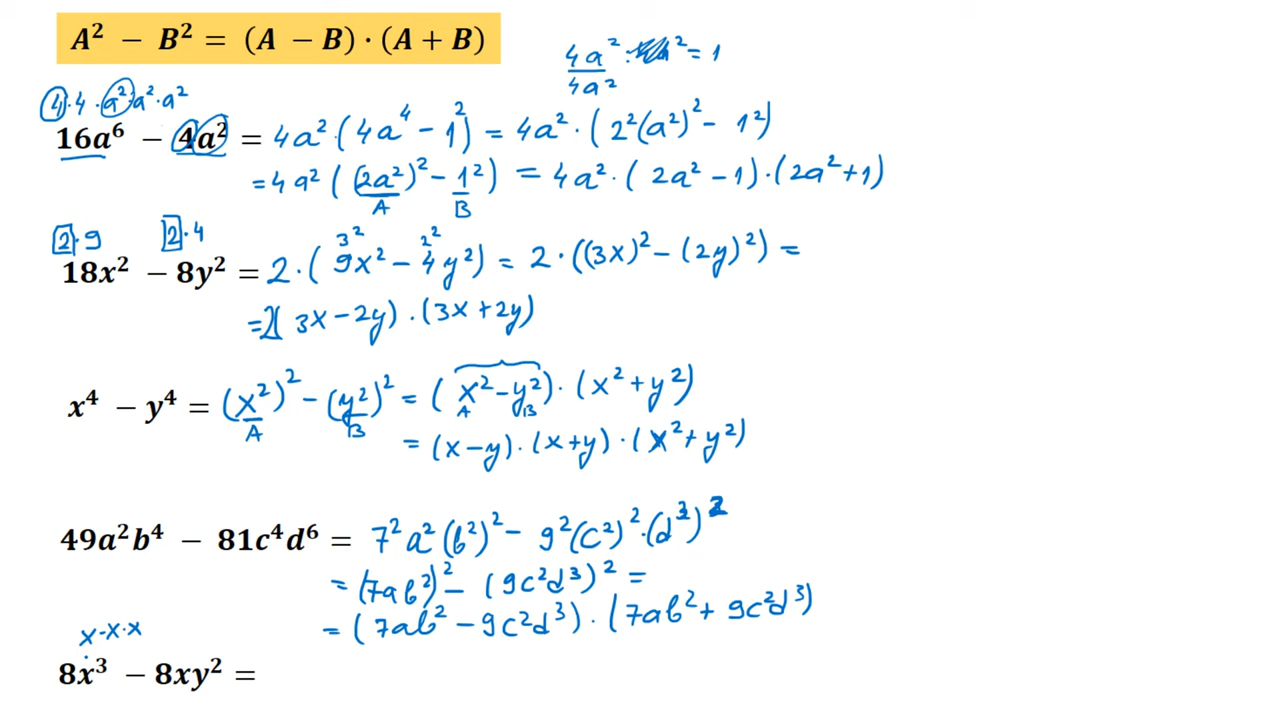 A² − B² = (A − B) · (A + B)
4a² : = 1
4a²
4·4·a²·a²·a²
16a⁶ − 4a² = 4a²·(4a⁴ − 1²) = 4a²·(2²(a²)² − 1²)
= 4a²((2a²)² − 1²) = 4a²·(2a² − 1)·(2a² + 1)
A B
2·9 2·4 3² 2²
18x² − 8y² = 2·(9x² − 4y²) = 2·((3x)² − (2y)²) =
= 2(3x − 2y)·(3x + 2y)
x⁴ − y⁴ = (x²)² − (y²)² = (x² − y²)·(x² + y²)
A B A B
= (x − y)·(x + y)·(x² + y²)
49a²b⁴ − 81c⁴d⁶ = 7²a²(b²)² − 9²(c²)²·(d³)²
= (7ab²)² − (9c²d³)² =
= (7ab² − 9c²d³)·(7ab² + 9c²d³)
x·x·x
8x³ − 8xy² =